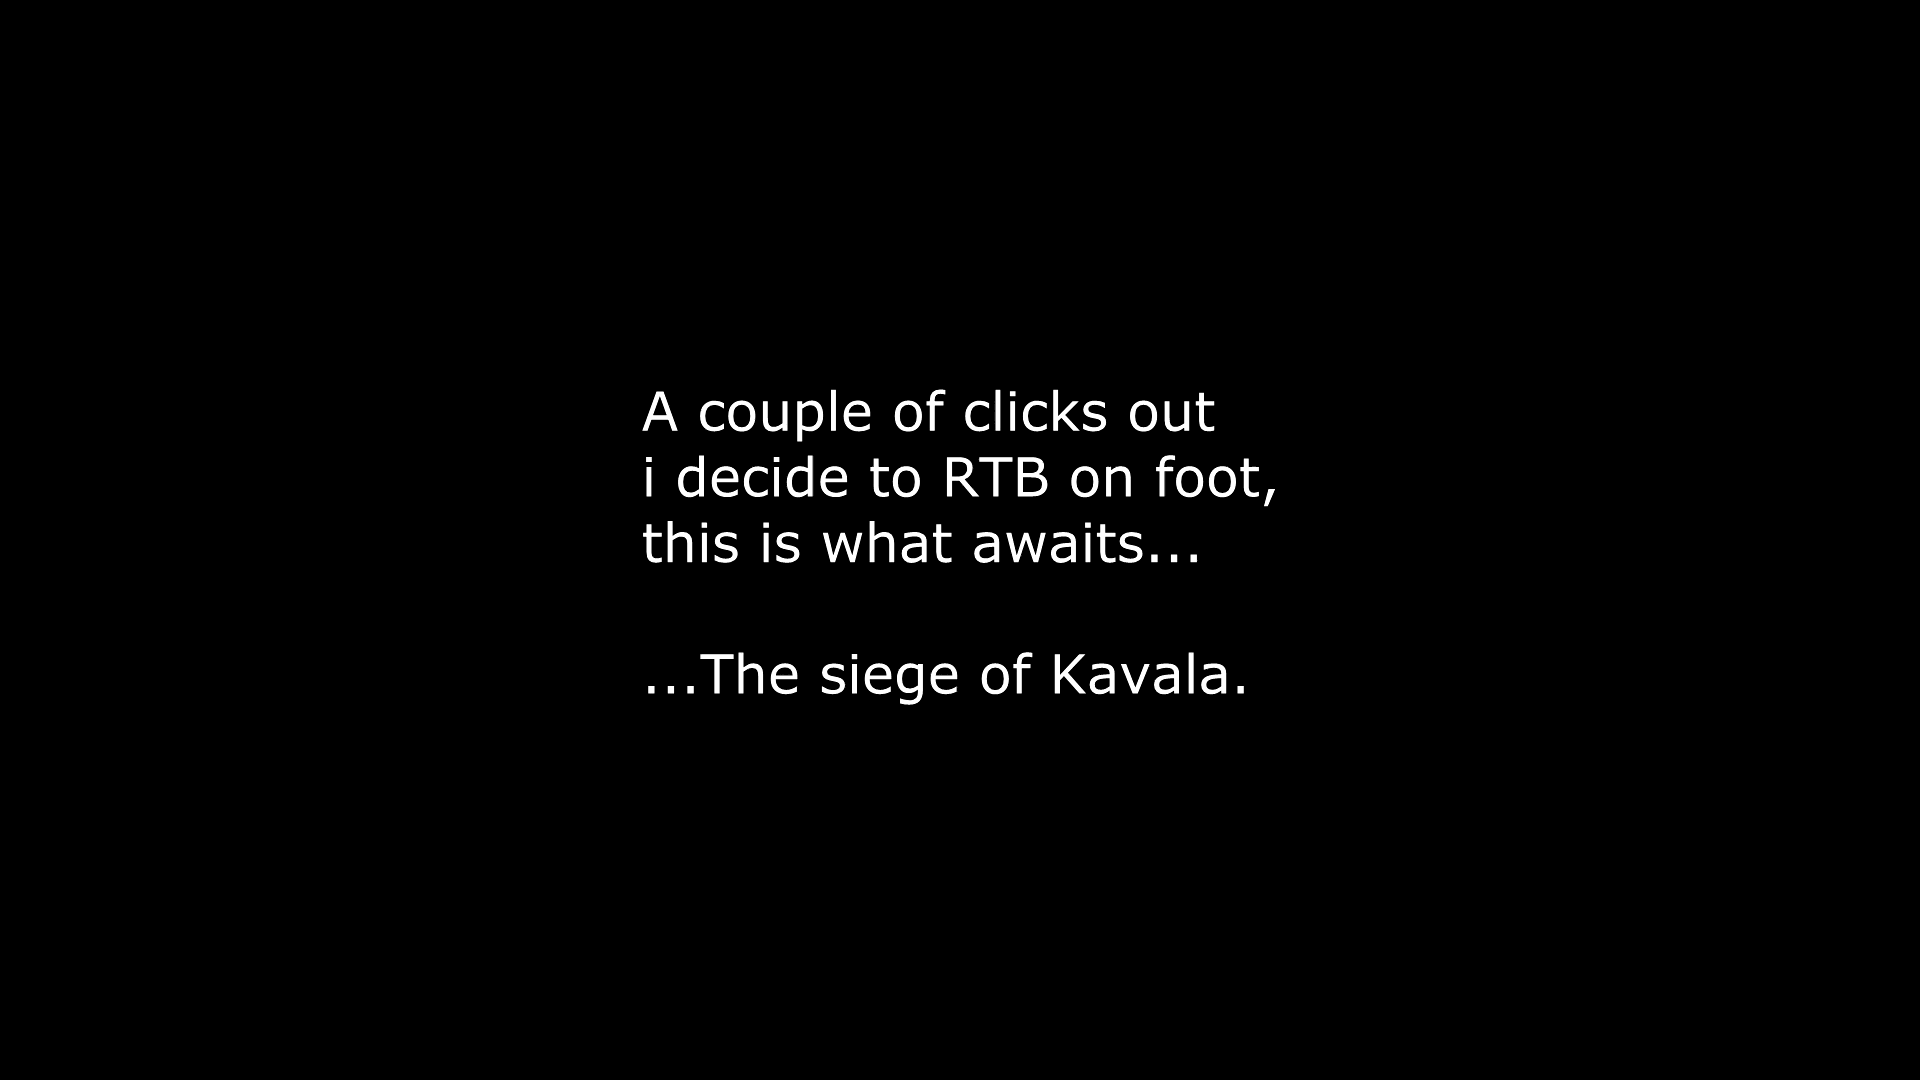 A couple of clicks out
i decide to RTB on foot,
this is what awaits...
...The siege of Kavala.